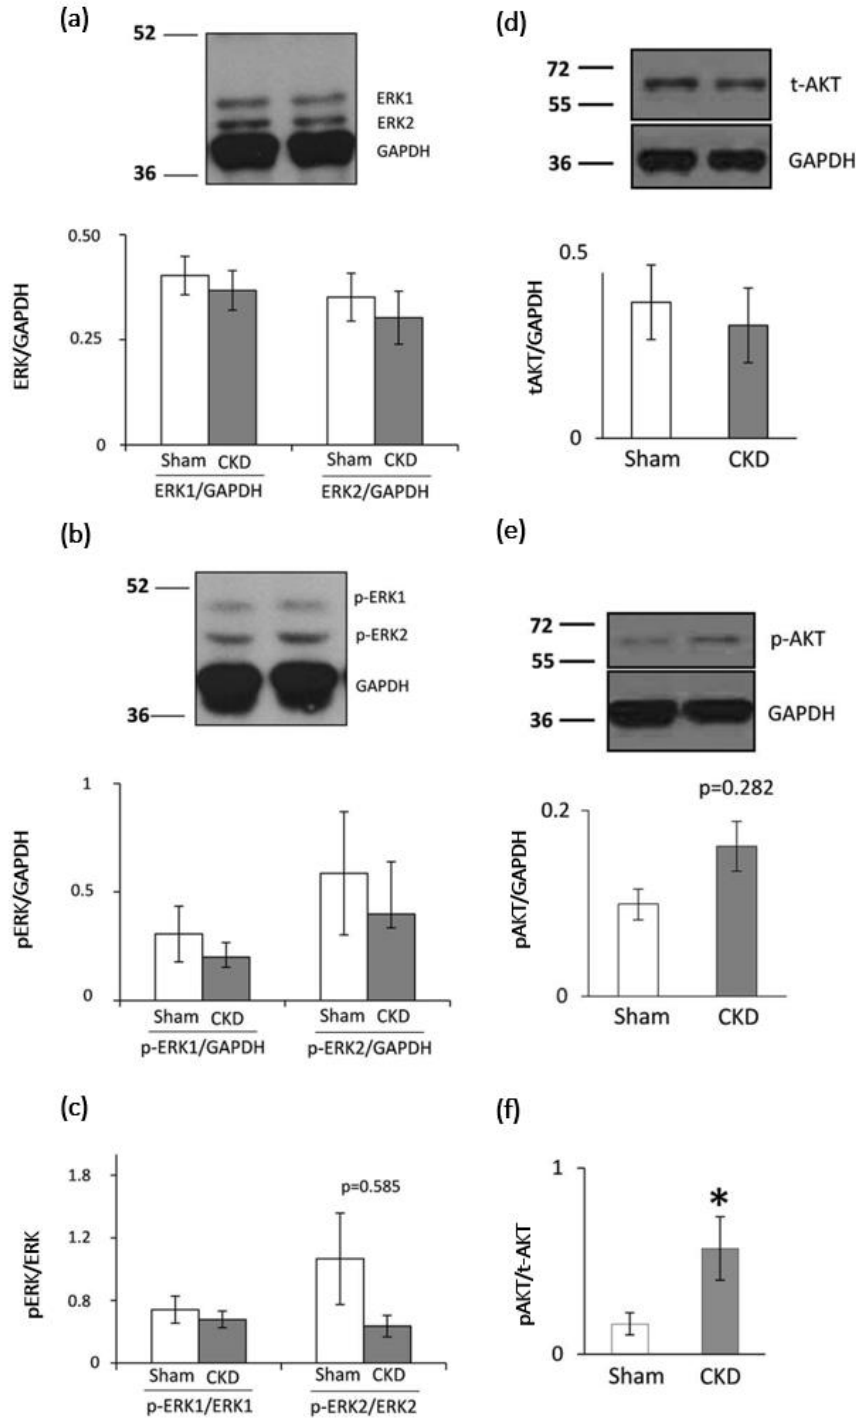 (a)
52
ERK1
ERK2
GAPDH
36
0.50
ERK/GAPDH
0.25
0
Sham CKD Sham CKD
ERK1/GAPDH ERK2/GAPDH
(b)
52
p-ERK1
p-ERK2
GAPDH
36
1
pERK/GAPDH
0.5
0
Sham CKD Sham CKD
p-ERK1/GAPDH p-ERK2/GAPDH
(c)
1.8
p=0.585
1.2
pERK/ERK
0.8
0
Sham CKD Sham CKD
p-ERK1/ERK1 p-ERK2/ERK2
(d)
72
t-AKT
55
36
GAPDH
0.5
tAKT/GAPDH
0
Sham CKD
(e)
72
p-AKT
55
36
GAPDH
p=0.282
0.2
pAKT/GAPDH
0
Sham CKD
(f)
1
*
pAKT/t-AKT
0
Sham CKD